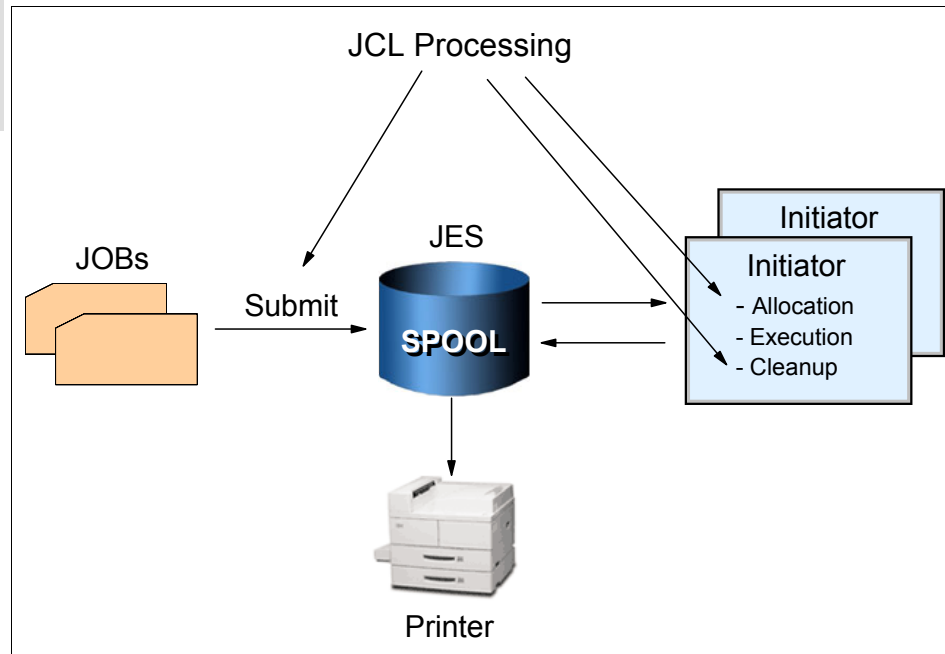 JCL Processing
Initiator
JES
Initiator
JOBs
- Allocation
Submit
- Execution
SPOOL
- Cleanup
Printer